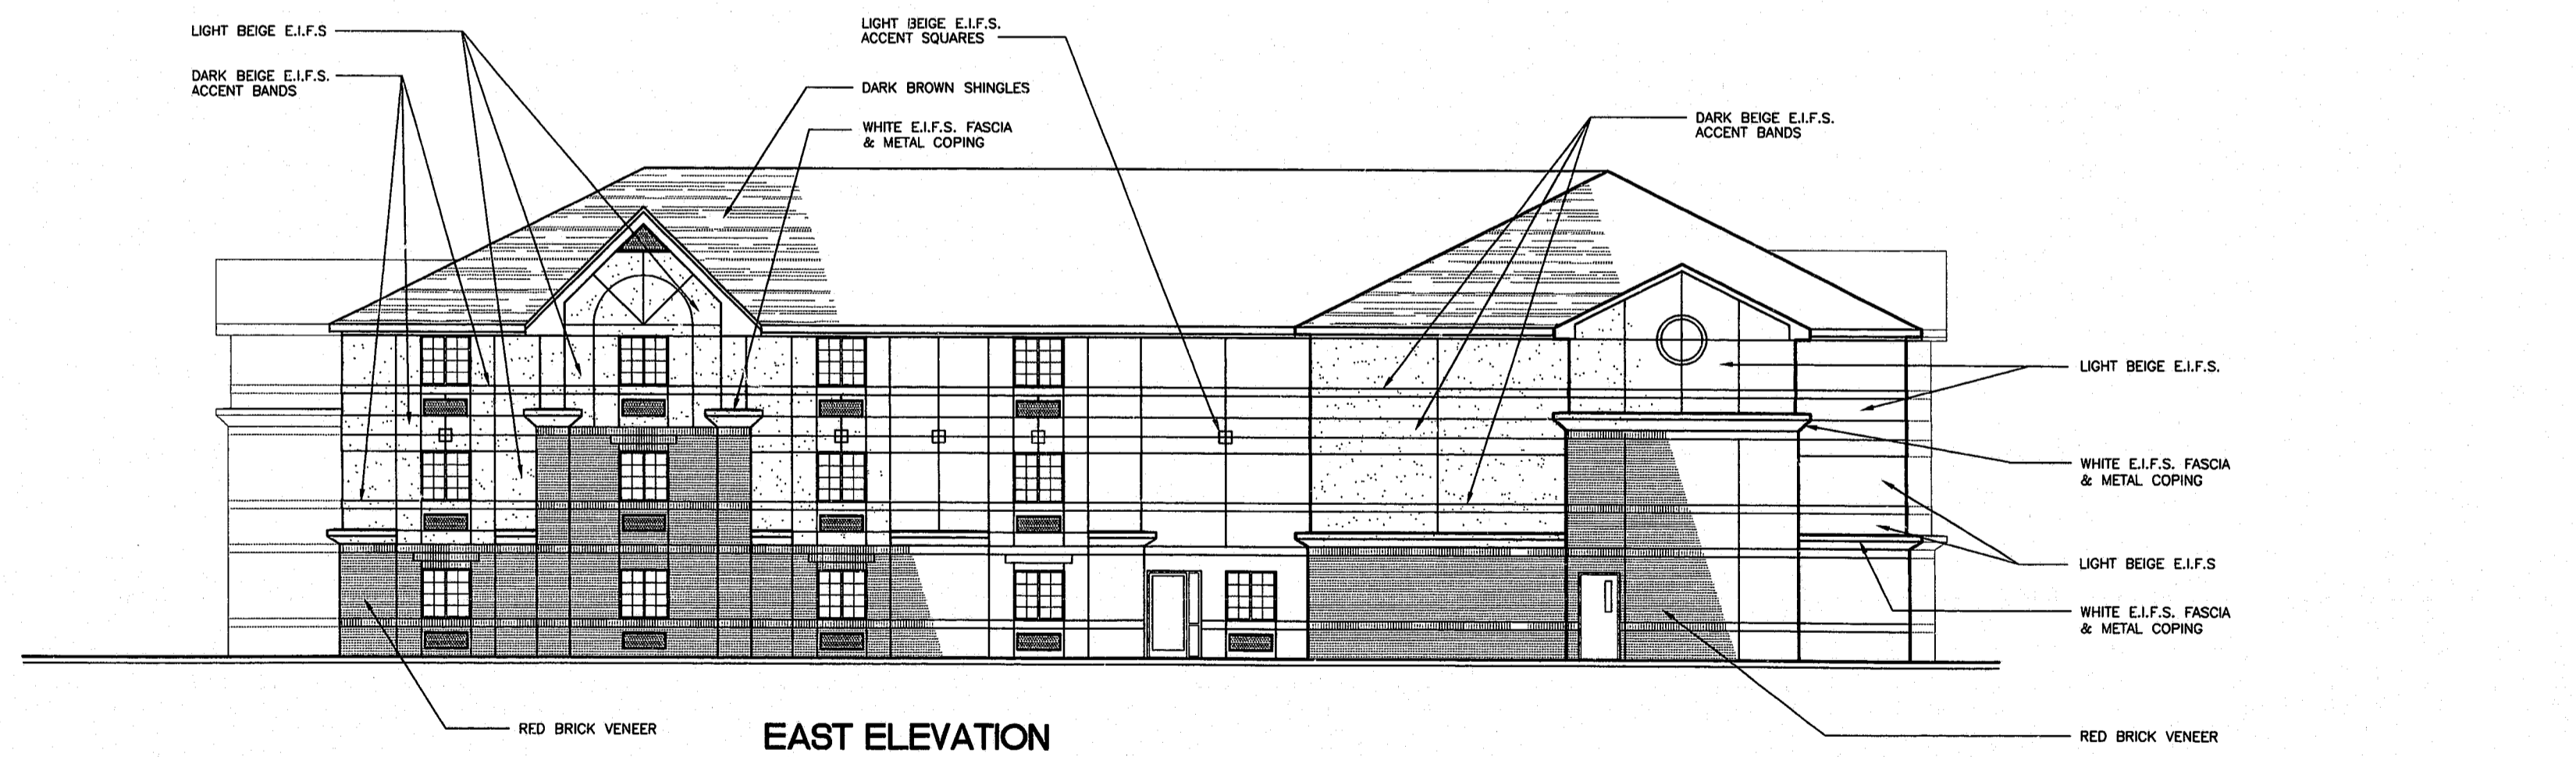 LIGHT BEIGE E.I.F.S
DARK BEIGE E.I.F.S.
ACCENT BANDS
LIGHT BEIGE E.I.F.S.
ACCENT SQUARES
DARK BROWN SHINGLES
WHITE E.I.F.S. FASCIA
& METAL COPING
DARK BEIGE E.I.F.S.
ACCENT BANDS
LIGHT BEIGE E.I.F.S.
WHITE E.I.F.S. FASCIA
& METAL COPING
LIGHT BEIGE E.I.F.S
WHITE E.I.F.S. FASCIA
& METAL COPING
RED BRICK VENEER
RED BRICK VENEER
EAST ELEVATION